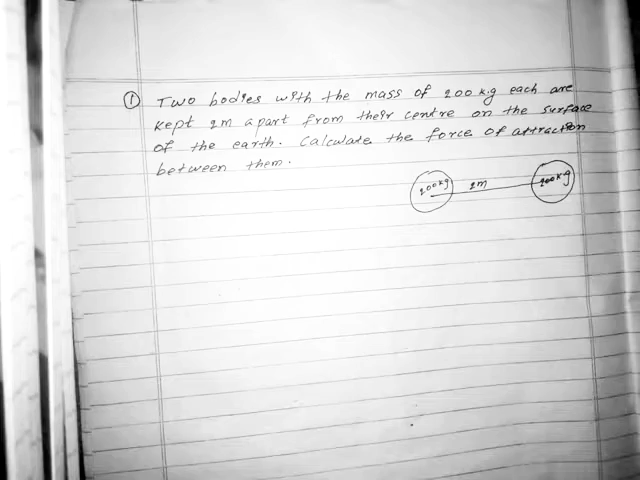 ① Two bodies with the mass of 200 kg each are
kept 2m apart from their centre on the surface
of the earth. Calculate the force of attraction
between them.
200kg 2m 200kg